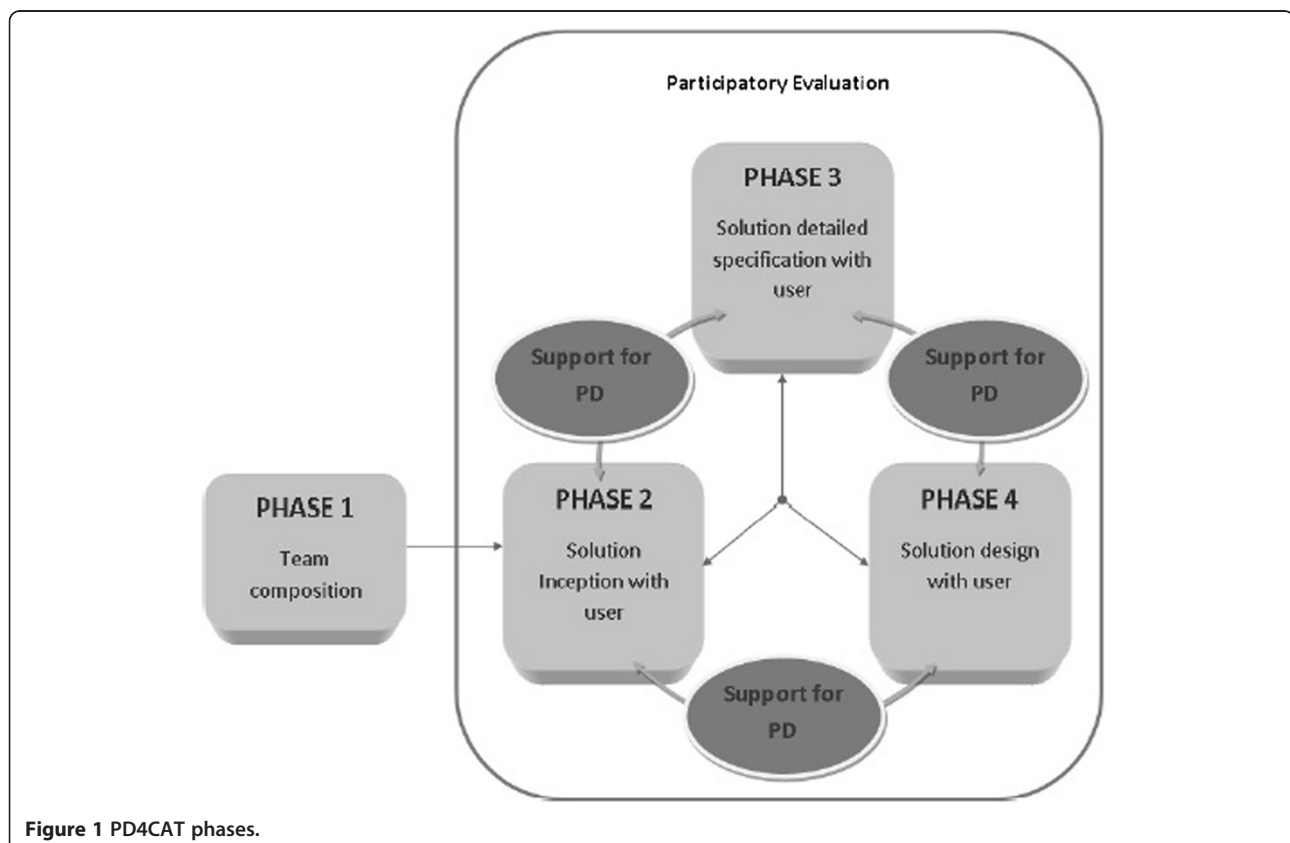 Participatory Evaluation
PHASE 3
Solution detailed
specification with
user
Support for
PD
Support for
PD
PHASE 1
Team
composition
PHASE 2
Solution
Inception with
user
PHASE 4
Solution design
with user
Support for
PD
Figure 1 PD4CAT phases.